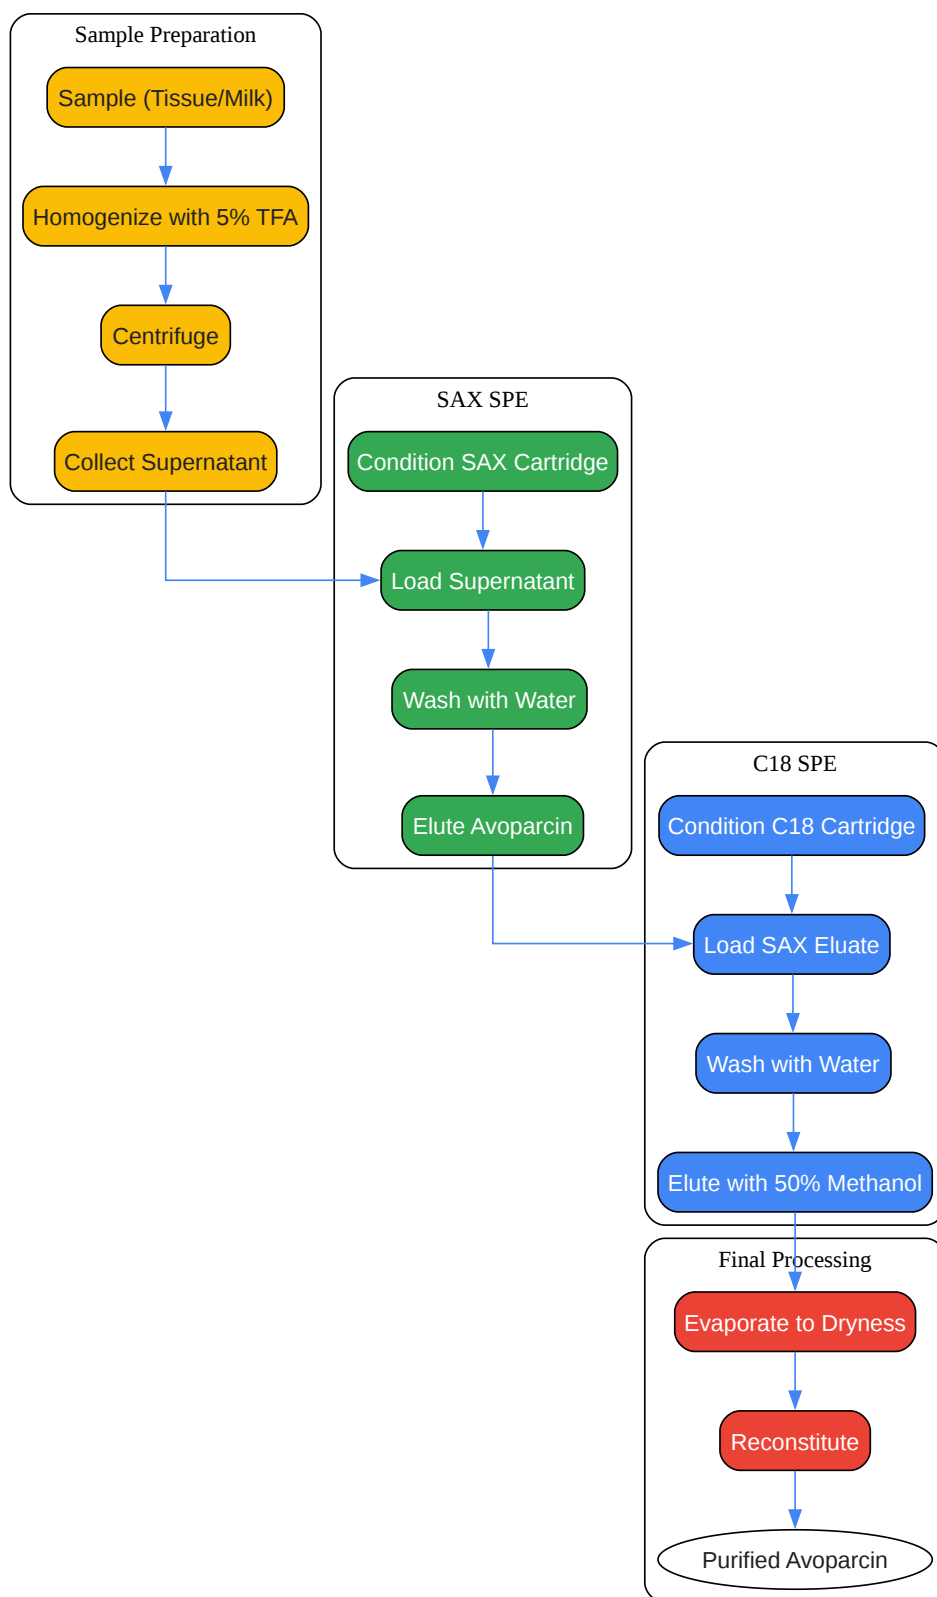 Sample Preparation
Sample (Tissue/Milk)
Homogenize with 5% TFA
Centrifuge
Collect Supernatant
SAX SPE
Condition SAX Cartridge
Load Supernatant
Wash with Water
Elute Avoparcin
C18 SPE
Condition C18 Cartridge
Load SAX Eluate
Wash with Water
Elute with 50% Methanol
Final Processing
Evaporate to Dryness
Reconstitute
Purified Avoparcin